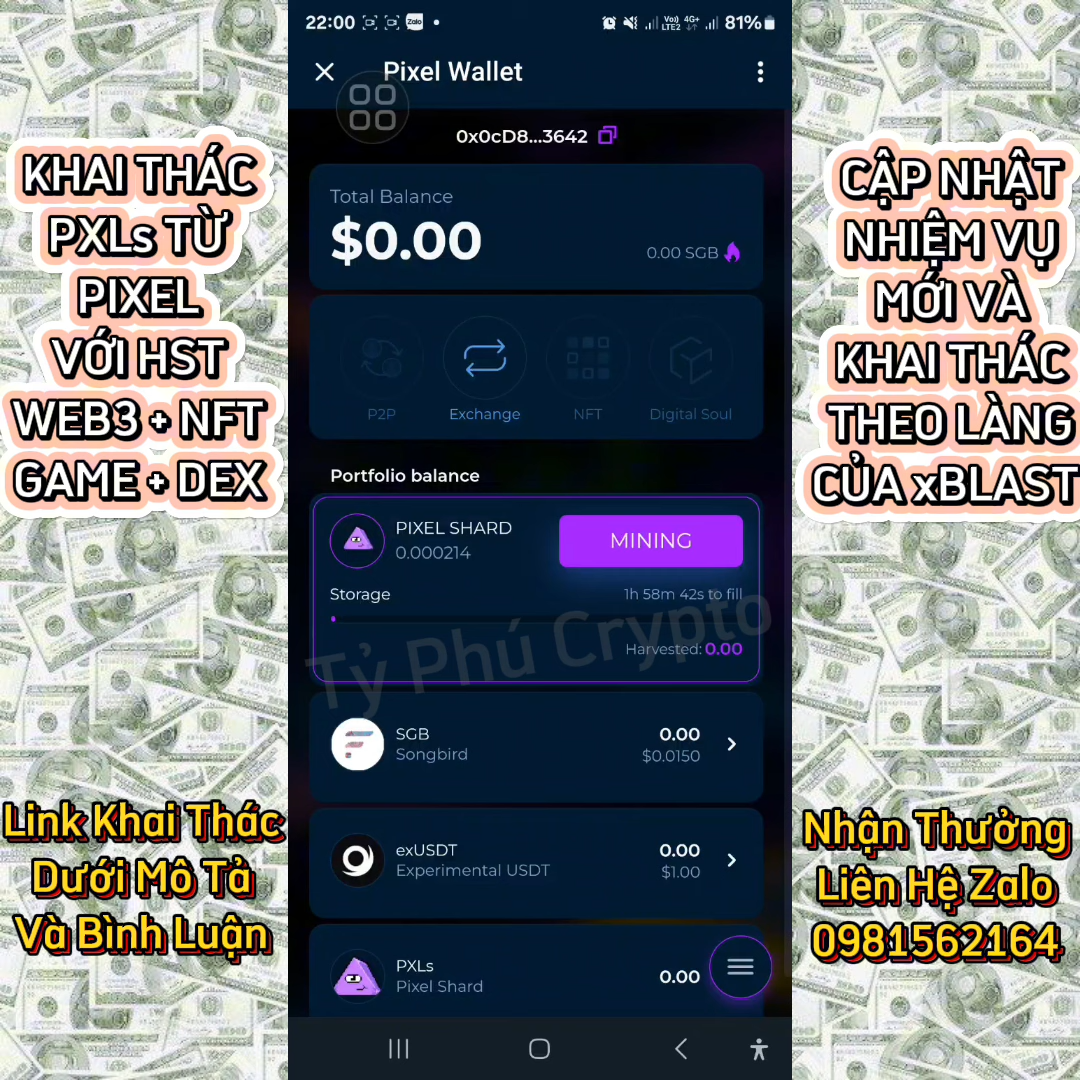 22:00
Zalo
Vo)) LTE2
4G+
81%
Pixel Wallet
0x0cD8...3642
Total Balance
$0.00
0.00 SGB
P2P
Exchange
NFT
Digital Soul
Portfolio balance
PIXEL SHARD
0.000214
MINING
Storage
1h 58m 42s to fill
Harvested: 0.00
Tỷ Phú Crypto
SGB
Songbird
0.00
$0.0150
exUSDT
Experimental USDT
0.00
$1.00
PXLs
Pixel Shard
0.00
KHAI THÁC
PXLs TỪ
PIXEL
VỚI HST
WEB3 + NFT
GAME + DEX
Link Khai Thác
Dưới Mô Tả
Và Bình Luận
CẬP NHẬT
NHIỆM VỤ
MỚI VÀ
KHAI THÁC
THEO LÀNG
CỦA xBLAST
Nhận Thưởng
Liên Hệ Zalo
0981562164